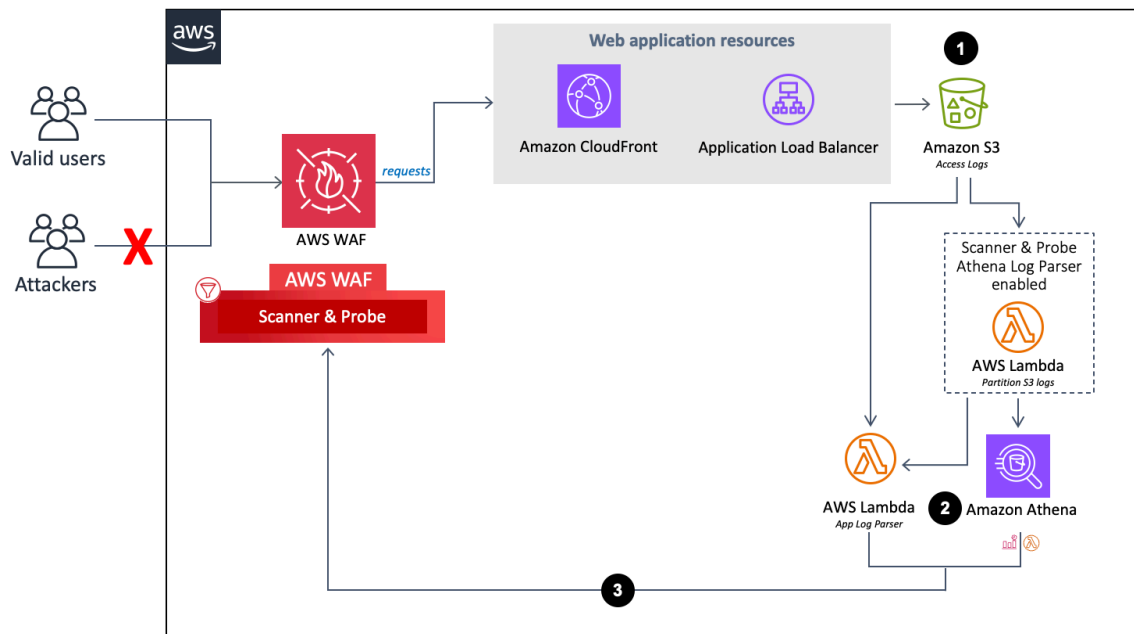 aws
Web application resources
1
Valid users
Amazon CloudFront
Application Load Balancer
Amazon S3
Access Logs
requests
X
Attackers
AWS WAF
AWS WAF
Scanner & Probe
Scanner & Probe
Athena Log Parser
enabled
AWS Lambda
Partition S3 logs
AWS Lambda
App Log Parser
2
Amazon Athena
3